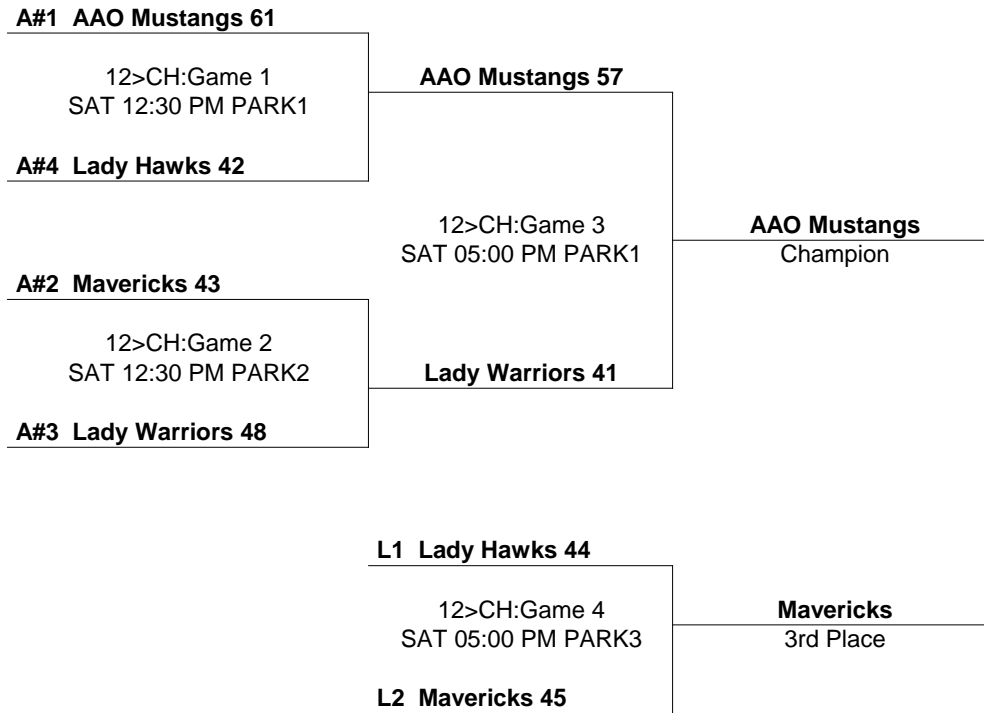 A#1 AAO Mustangs 61
12>CH:Game 1
SAT 12:30 PM PARK1
A#4 Lady Hawks 42
AAO Mustangs 57
12>CH:Game 3
SAT 05:00 PM PARK1
AAO Mustangs
Champion
A#2 Mavericks 43
12>CH:Game 2
SAT 12:30 PM PARK2
A#3 Lady Warriors 48
Lady Warriors 41
L1 Lady Hawks 44
12>CH:Game 4
SAT 05:00 PM PARK3
L2 Mavericks 45
Mavericks
3rd Place